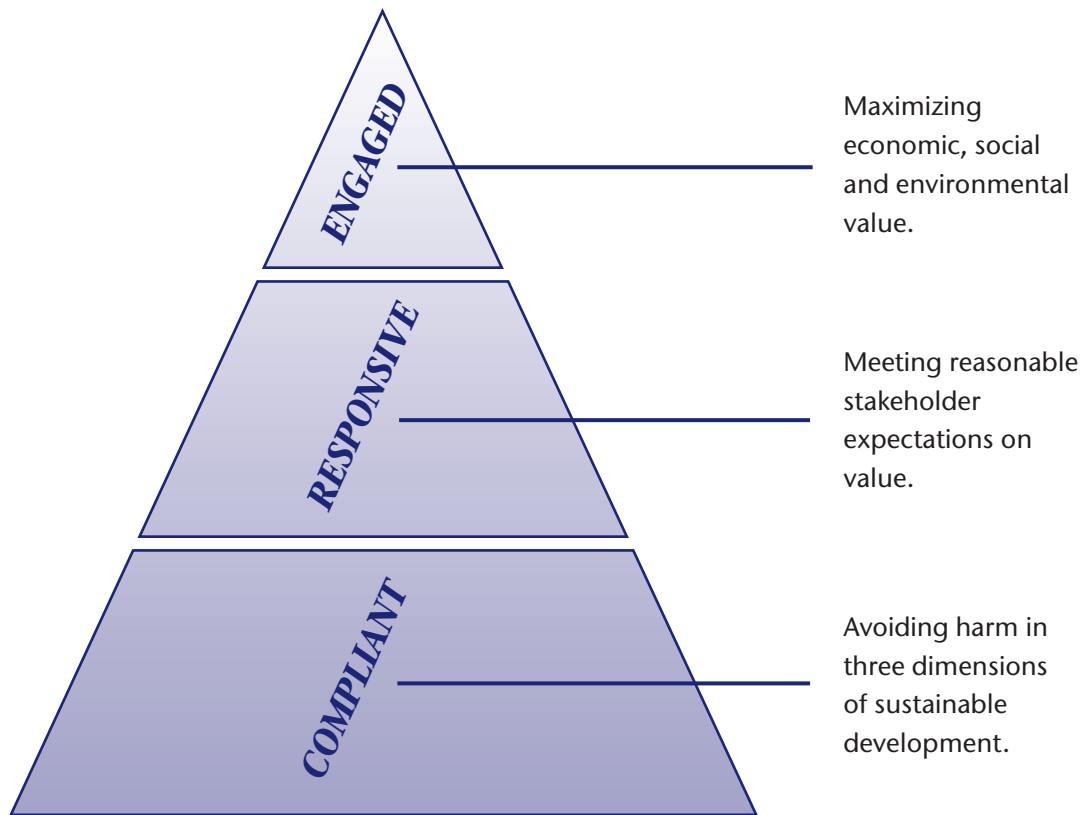 ENGAGED
Maximizing
economic, social
and environmental
value.
RESPONSIVE
Meeting reasonable
stakeholder
expectations on
value.
COMPLIANT
Avoiding harm in
three dimensions
of sustainable
development.